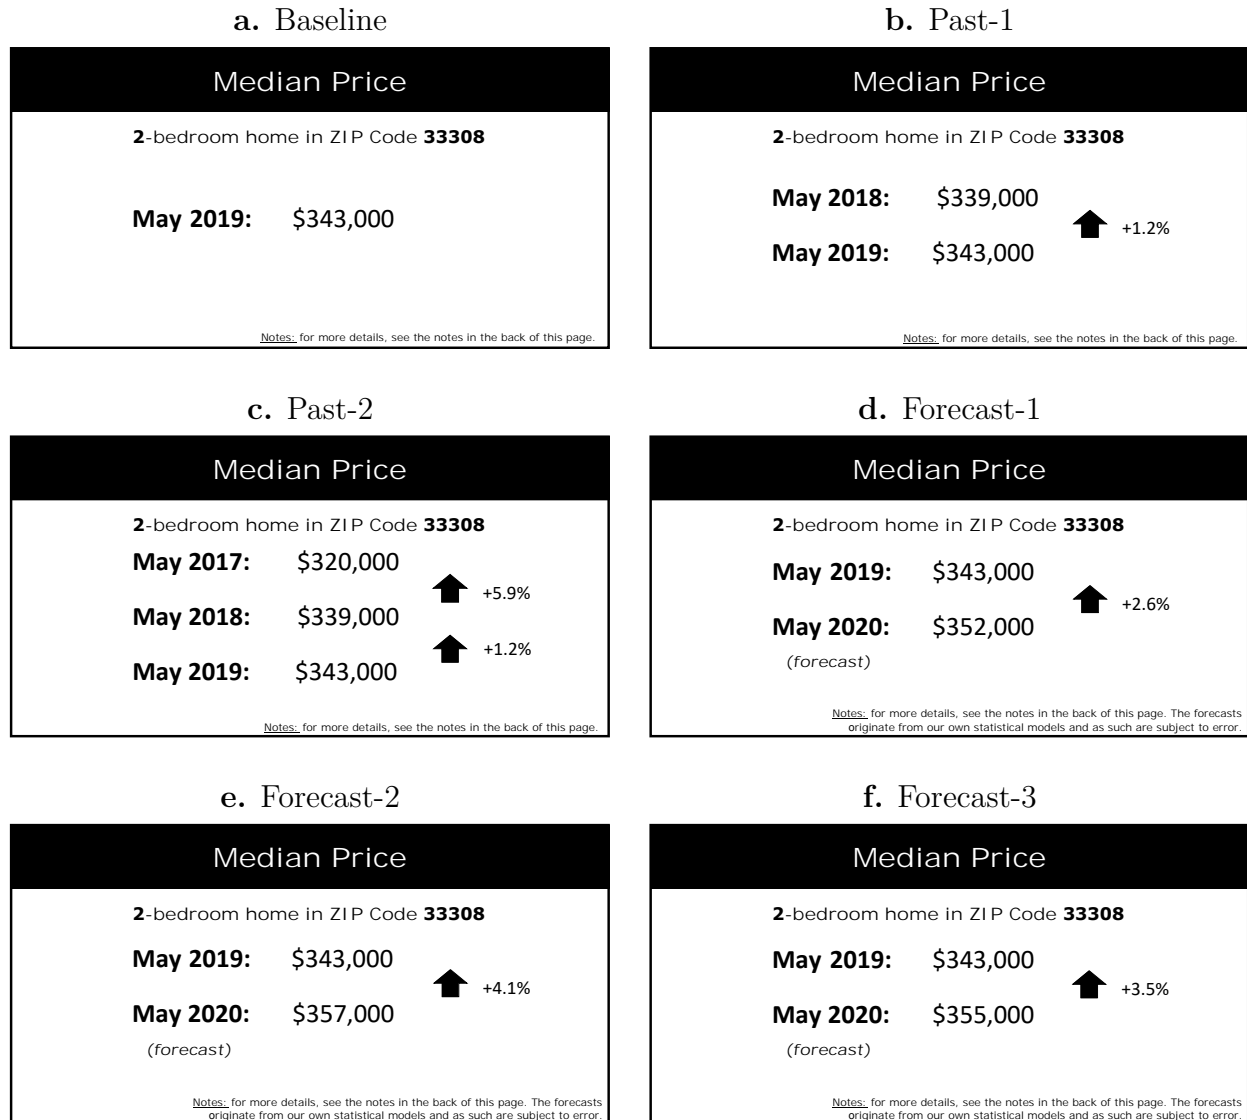 a. Baseline
Median Price
2-bedroom home in ZIP Code 33308
May 2019: $343,000
Notes: for more details, see the notes in the back of this page.
b. Past-1
Median Price
2-bedroom home in ZIP Code 33308
May 2018: $339,000
+1.2%
May 2019: $343,000
Notes: for more details, see the notes in the back of this page.
c. Past-2
Median Price
2-bedroom home in ZIP Code 33308
May 2017: $320,000
+5.9%
May 2018: $339,000
+1.2%
May 2019: $343,000
Notes: for more details, see the notes in the back of this page.
d. Forecast-1
Median Price
2-bedroom home in ZIP Code 33308
May 2019: $343,000
+2.6%
May 2020: $352,000
(forecast)
Notes: for more details, see the notes in the back of this page. The forecasts
originate from our own statistical models and as such are subject to error.
e. Forecast-2
Median Price
2-bedroom home in ZIP Code 33308
May 2019: $343,000
+4.1%
May 2020: $357,000
(forecast)
Notes: for more details, see the notes in the back of this page. The forecasts
originate from our own statistical models and as such are subject to error.
f. Forecast-3
Median Price
2-bedroom home in ZIP Code 33308
May 2019: $343,000
+3.5%
May 2020: $355,000
(forecast)
Notes: for more details, see the notes in the back of this page. The forecasts
originate from our own statistical models and as such are subject to error.